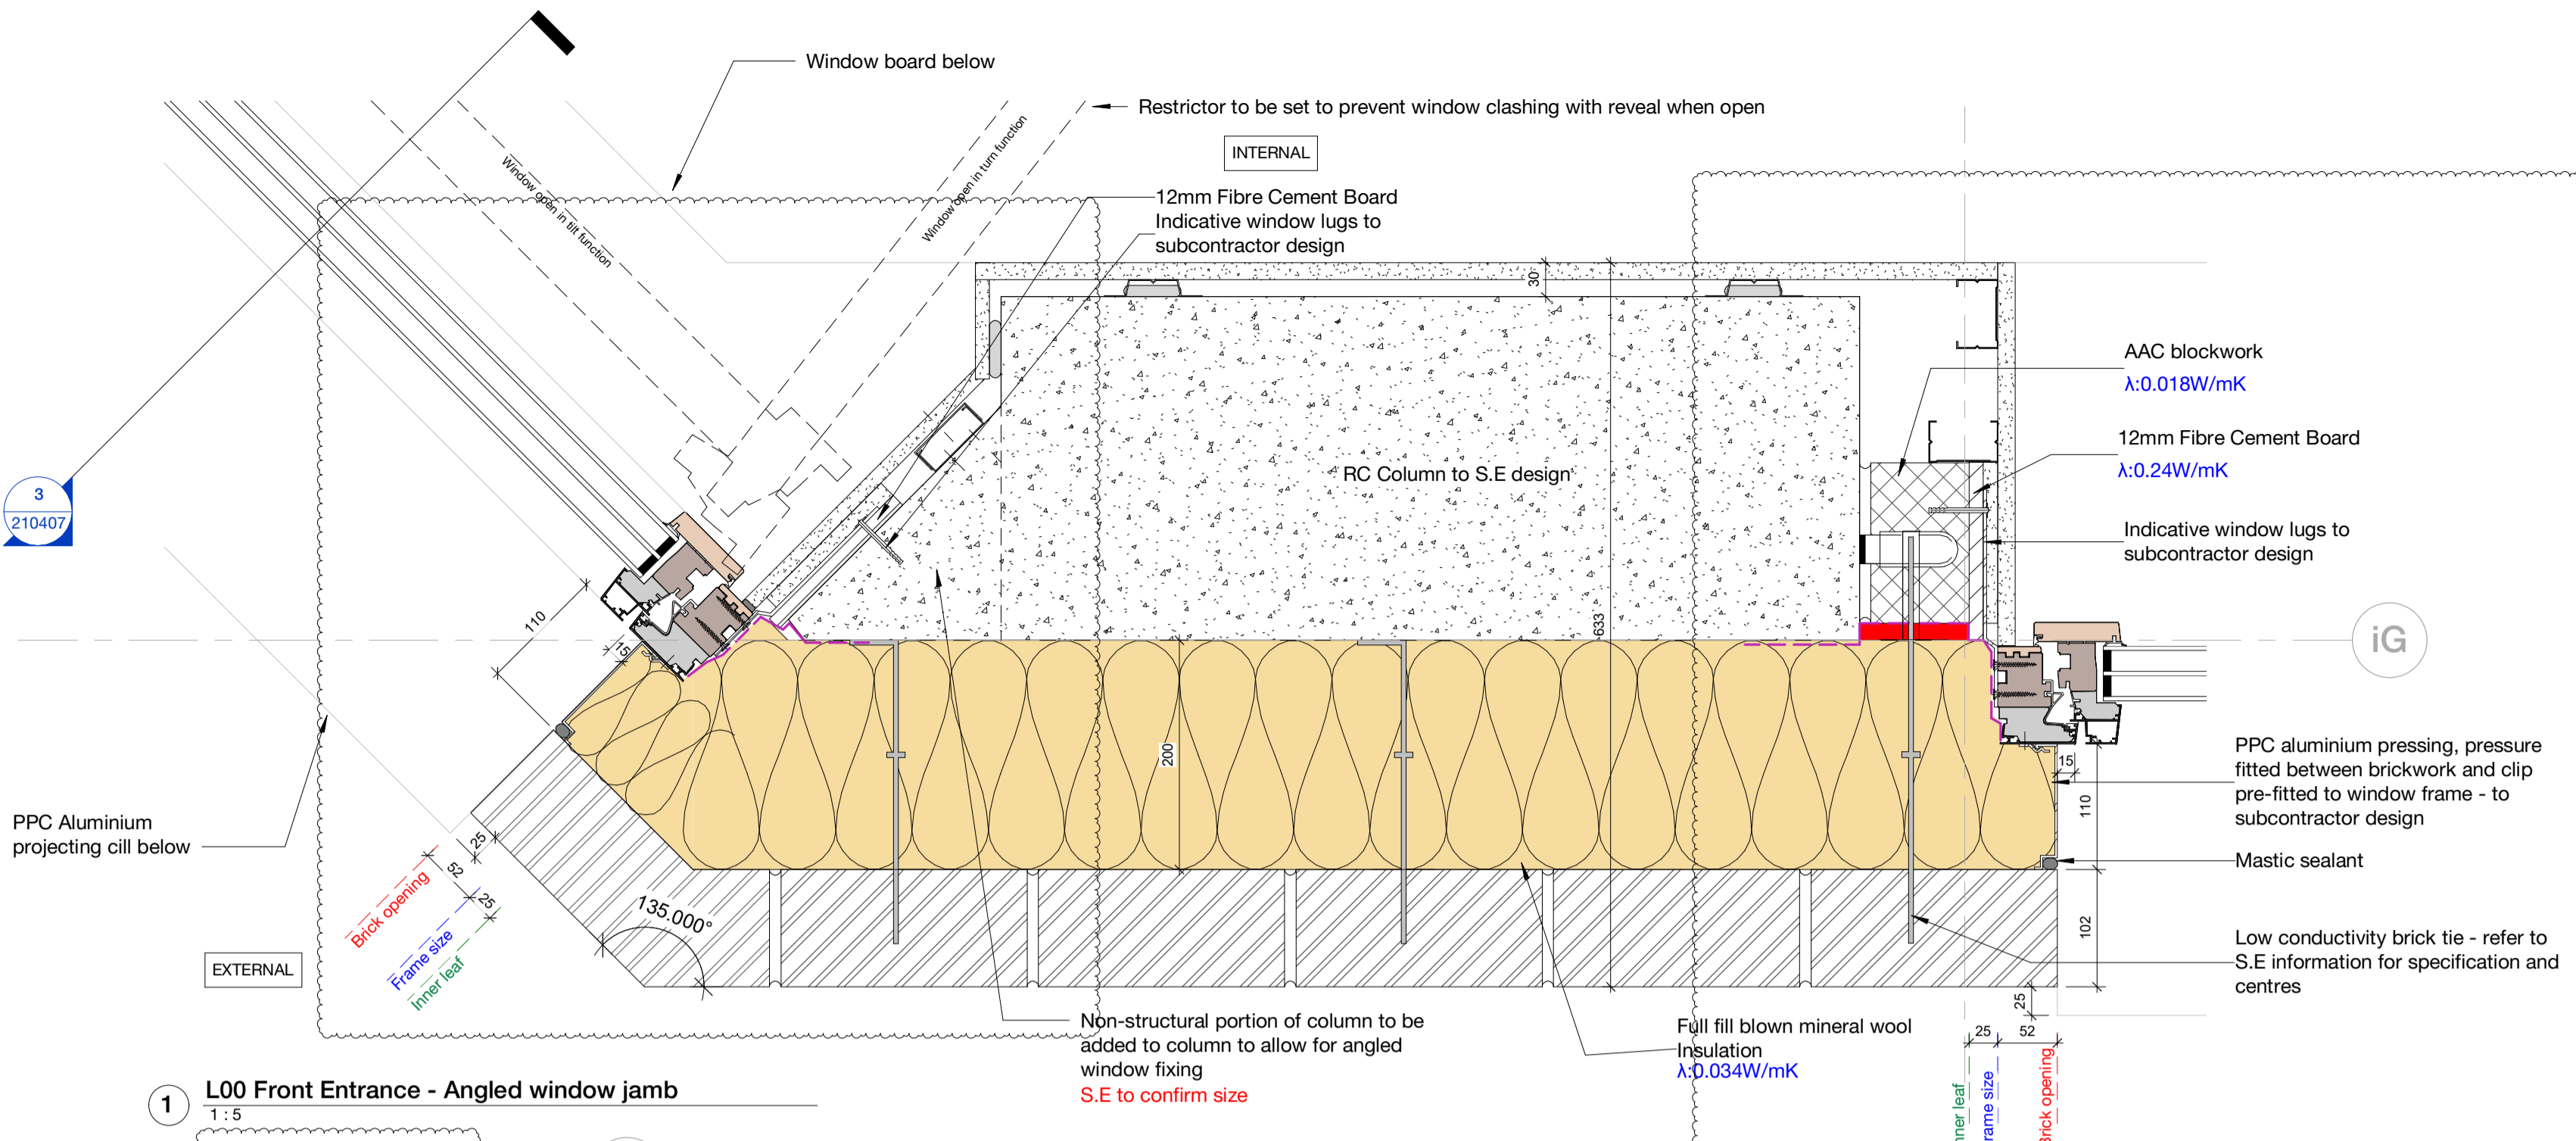 Window board below
Restrictor to be set to prevent window clashing with reveal when open
INTERNAL
Window open in tilt function
Window open in turn function
12mm Fibre Cement Board
Indicative window lugs to
subcontractor design
30
AAC blockwork
λ:0.018W/mK
12mm Fibre Cement Board
λ:0.24W/mK
RC Column to S.E design
3
210407
Indicative window lugs to
subcontractor design
110
15
633
iG
200
PPC aluminium pressing, pressure
fitted between brickwork and clip
pre-fitted to window frame - to
subcontractor design
15
110
PPC Aluminium
projecting cill below
Mastic sealant
25
52
25
Brick opening
Frame size
Inner leaf
135.000°
102
Low conductivity brick tie - refer to
S.E information for specification and
centres
EXTERNAL
25
Non-structural portion of column to be
added to column to allow for angled
window fixing
S.E to confirm size
Full fill blown mineral wool
Insulation
λ:0.034W/mK
25
52
nner leaf
rame size
rick opening
1
L00 Front Entrance - Angled window jamb
1 : 5